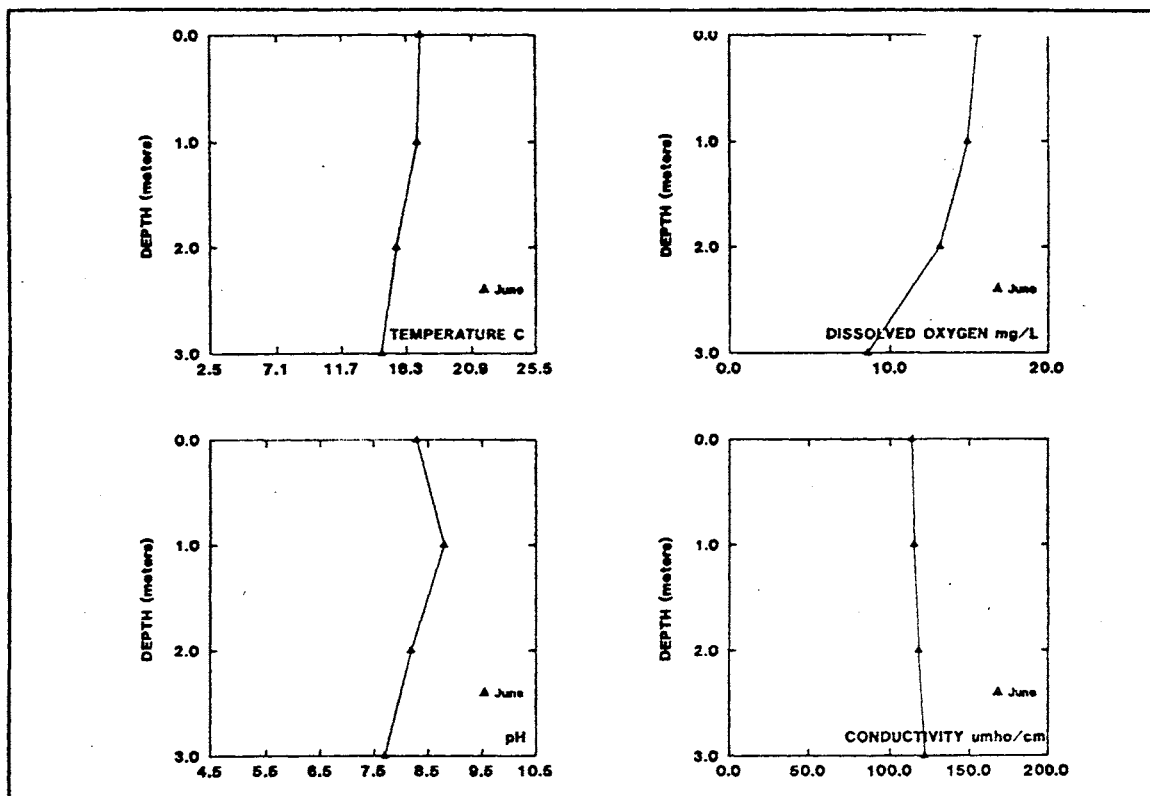 0.0
1.0
2.0
3.0
DEPTH (meters)
▲ June
TEMPERATURE C
2.5 7.1 11.7 16.3 20.9 25.5
0.0
1.0
2.0
3.0
DEPTH (meters)
▲ June
DISSOLVED OXYGEN mg/L
0.0 10.0 20.0
0.0
1.0
2.0
3.0
DEPTH (meters)
▲ June
pH
4.5 5.5 6.5 7.5 8.5 9.5 10.5
0.0
1.0
2.0
3.0
DEPTH (meters)
▲ June
CONDUCTIVITY umho/cm
0.0 50.0 100.0 150.0 200.0